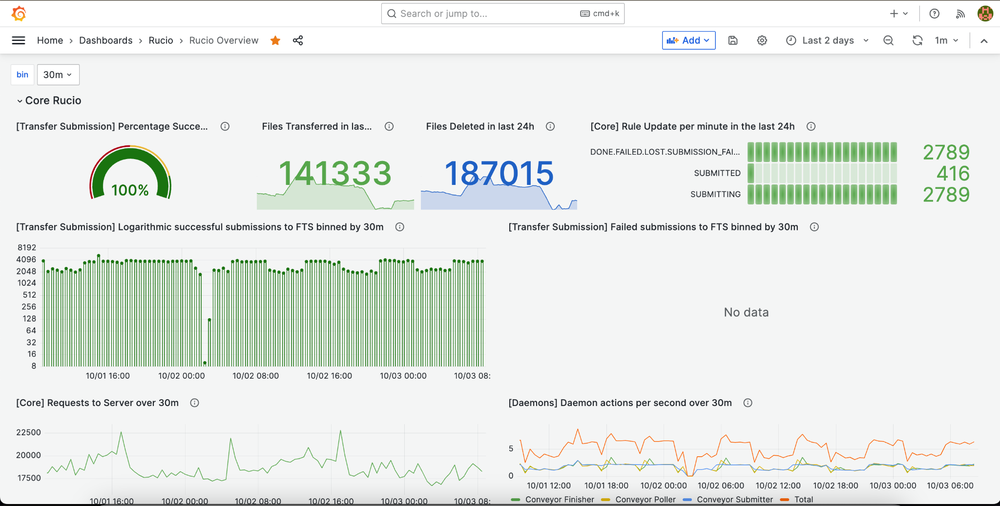 Search or jump to...
cmd+k
Home
Dashboards
Rucio
Rucio Overview
Add
Last 2 days
1m
bin
30m
Core Rucio
[Transfer Submission] Percentage Succe...
100%
Files Transferred in las...
141333
Files Deleted in last 24h
187015
[Core] Rule Update per minute in the last 24h
DONE.FAILED.LOST.SUBMISSION_FAI...
2789
SUBMITTED
416
SUBMITTING
2789
[Transfer Submission] Logarithmic successful submissions to FTS binned by 30m
8192
4096
2048
1024
512
256
128
64
32
16
8
10/01 16:00
10/02 00:00
10/02 08:00
10/02 16:00
10/03 00:00
10/03 08:
[Transfer Submission] Failed submissions to FTS binned by 30m
No data
[Core] Requests to Server over 30m
22500
20000
17500
10/01 16:00
10/02 00:00
10/02 08:00
10/02 16:00
10/03 00:00
10/03 08:
[Daemons] Daemon actions per second over 30m
5
0
10/01 12:00
10/01 18:00
10/02 00:00
10/02 06:00
10/02 12:00
10/02 18:00
10/03 00:00
10/03 06:00
Conveyor Finisher
Conveyor Poller
Conveyor Submitter
Total